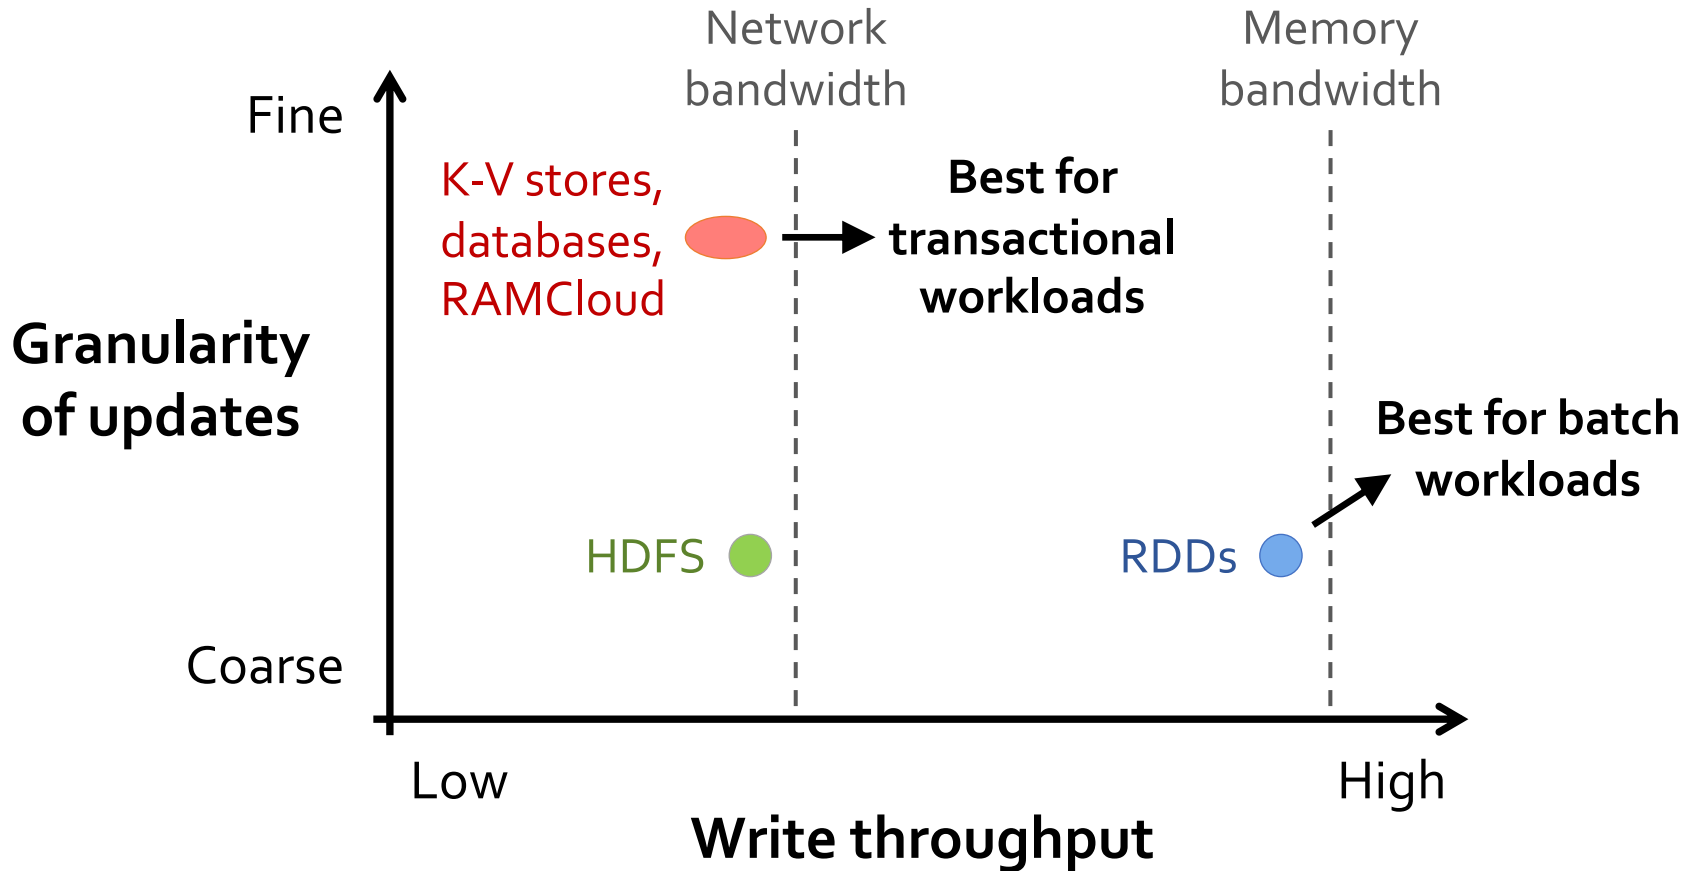 Network
bandwidth
Memory
bandwidth
Fine
K-V stores,
databases,
RAMCloud
Best for
transactional
workloads
Granularity
of updates
Best for batch
workloads
HDFS
RDDs
Coarse
Low
High
Write throughput